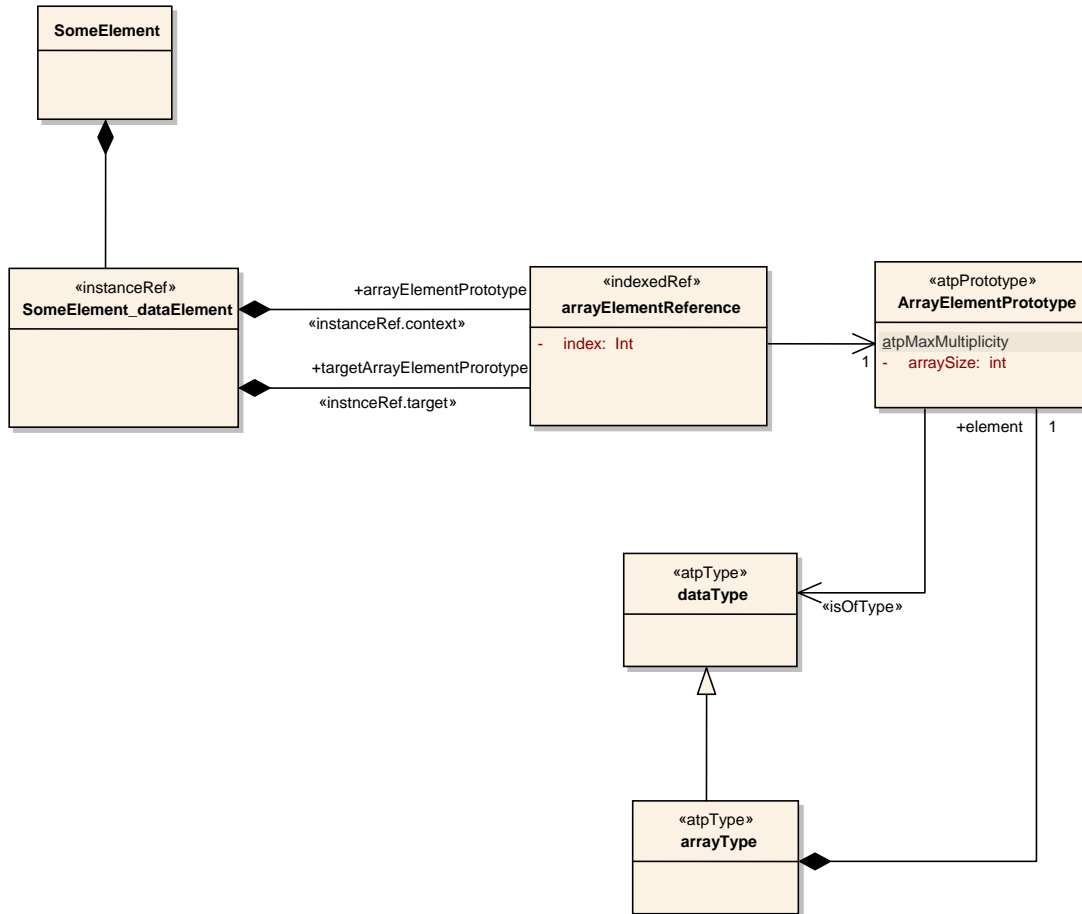 SomeElement
«instanceRef»
SomeElement_dataElement
+arrayElementPrototype
«instanceRef.context»
+targetArrayElementProrotype
«instnceRef.target»
«indexedRef»
arrayElementReference
- index: Int
1
«atpPrototype»
ArrayElementPrototype
atpMaxMultiplicity
- arraySize: int
+element 1
«atpType»
dataType
«isOfType»
«atpType»
arrayType